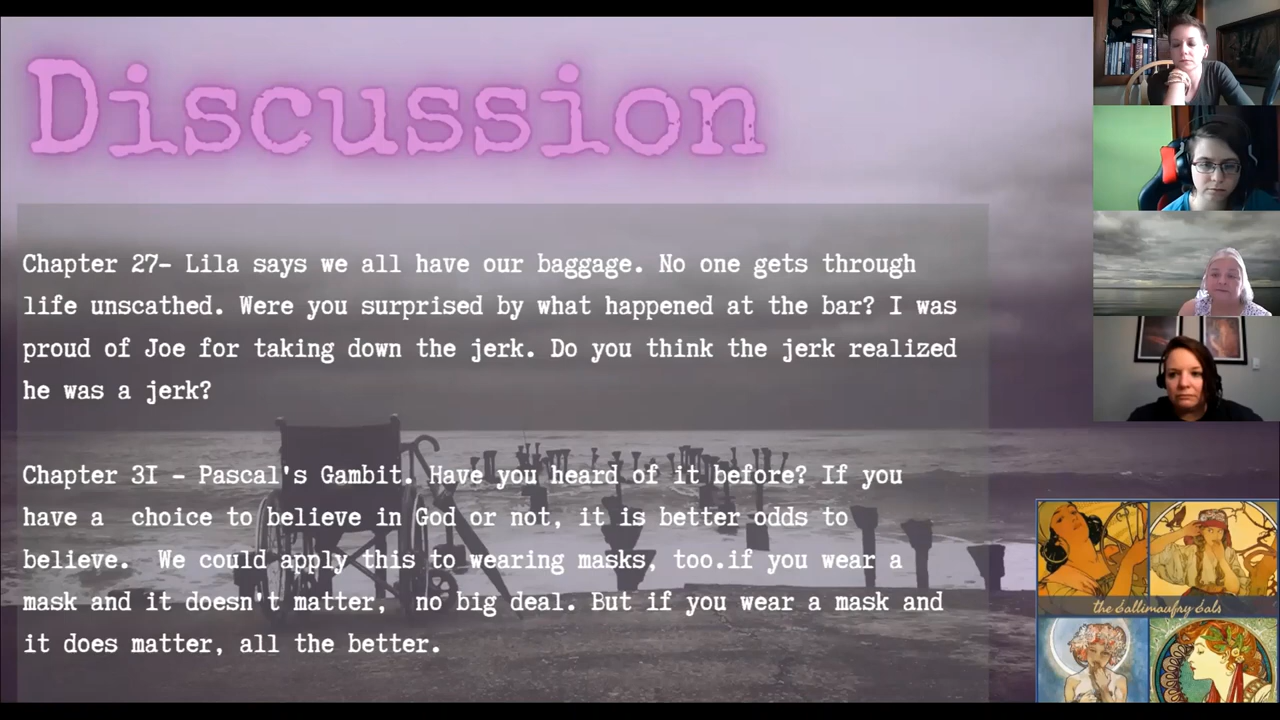 Discussion
Chapter 27- Lila says we all have our baggage. No one gets through
life unscathed. Were you surprised by what happened at the bar? I was
proud of Joe for taking down the jerk. Do you think the jerk realized
he was a jerk?
Chapter 3I - Pascal's Gambit. Have you heard of it before? If you
have a  choice to believe in God or not, it is better odds to
believe.  We could apply this to wearing masks, too.if you wear a
mask and it doesn't matter,  no big deal. But if you wear a mask and
it does matter, all the better.
the Gallimaufry Gals